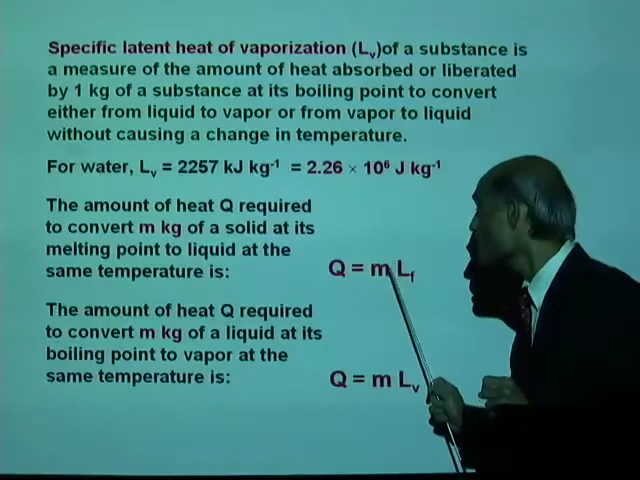 Specific latent heat of vaporization (Lᵥ)of a substance is
a measure of the amount of heat absorbed or liberated
by 1 kg of a substance at its boiling point to convert
either from liquid to vapor or from vapor to liquid
without causing a change in temperature.
For water, Lᵥ = 2257 kJ kg⁻¹ = 2.26 × 10⁶ J kg⁻¹
The amount of heat Q required
to convert m kg of a solid at its
melting point to liquid at the
same temperature is: Q = m L_f
The amount of heat Q required
to convert m kg of a liquid at its
boiling point to vapor at the
same temperature is: Q = m Lᵥ